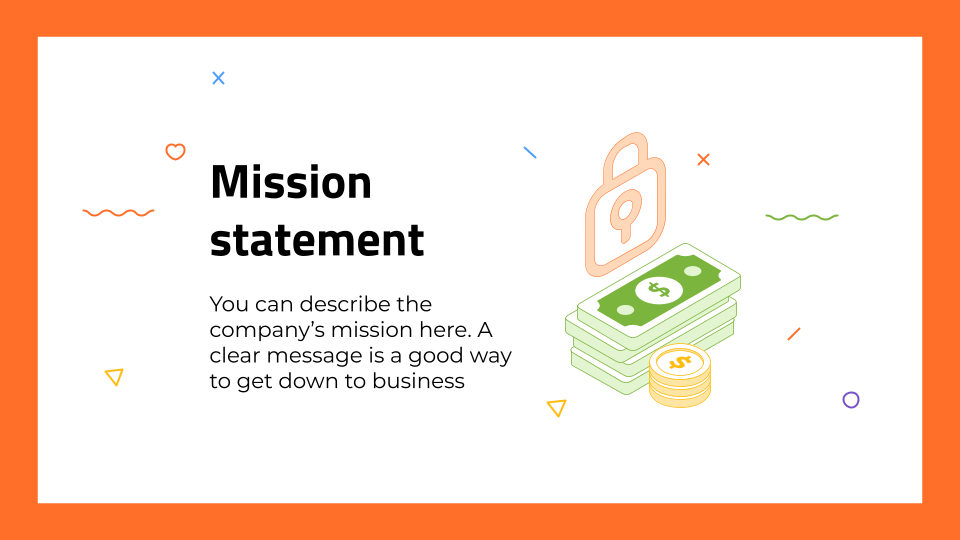 Mission
statement
You can describe the
company’s mission here. A
clear message is a good way
to get down to business
$
$